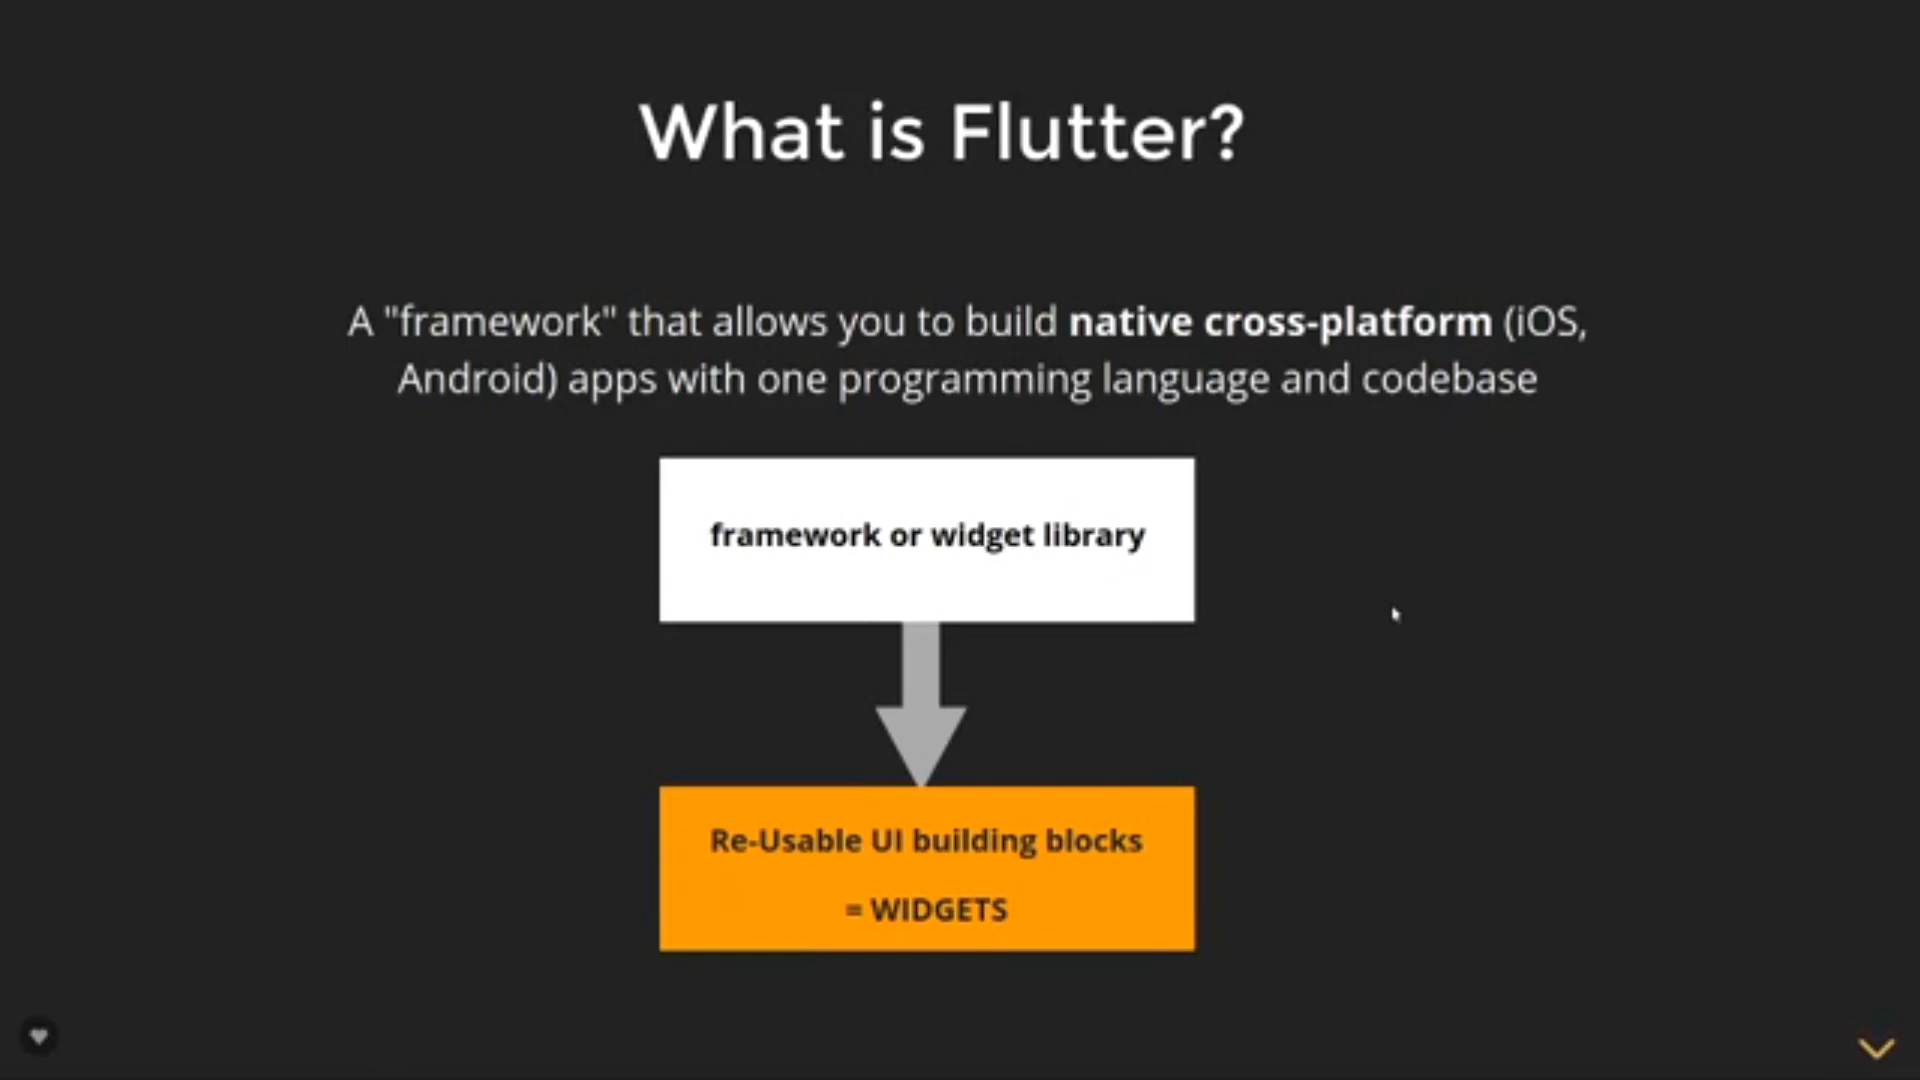 What is Flutter?
A "framework" that allows you to build native cross-platform (iOS,
Android) apps with one programming language and codebase
framework or widget library
Re-Usable UI building blocks
= WIDGETS